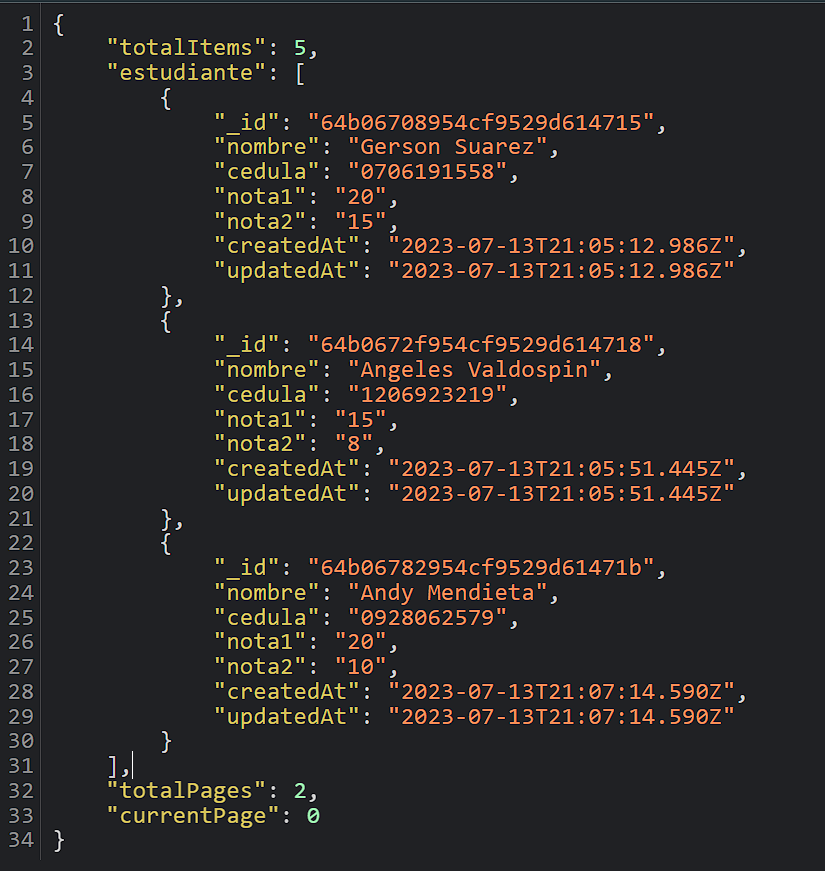 1 {
2     "totalItems": 5,
3     "estudiante": [
4         {
5             "_id": "64b06708954cf9529d614715",
6             "nombre": "Gerson Suarez",
7             "cedula": "0706191558",
8             "nota1": "20",
9             "nota2": "15",
10             "createdAt": "2023-07-13T21:05:12.986Z",
11             "updatedAt": "2023-07-13T21:05:12.986Z"
12         },
13         {
14             "_id": "64b0672f954cf9529d614718",
15             "nombre": "Angeles Valdospin",
16             "cedula": "1206923219",
17             "nota1": "15",
18             "nota2": "8",
19             "createdAt": "2023-07-13T21:05:51.445Z",
20             "updatedAt": "2023-07-13T21:05:51.445Z"
21         },
22         {
23             "_id": "64b06782954cf9529d61471b",
24             "nombre": "Andy Mendieta",
25             "cedula": "0928062579",
26             "nota1": "20",
27             "nota2": "10",
28             "createdAt": "2023-07-13T21:07:14.590Z",
29             "updatedAt": "2023-07-13T21:07:14.590Z"
30         }
31     ],
32     "totalPages": 2,
33     "currentPage": 0
34 }